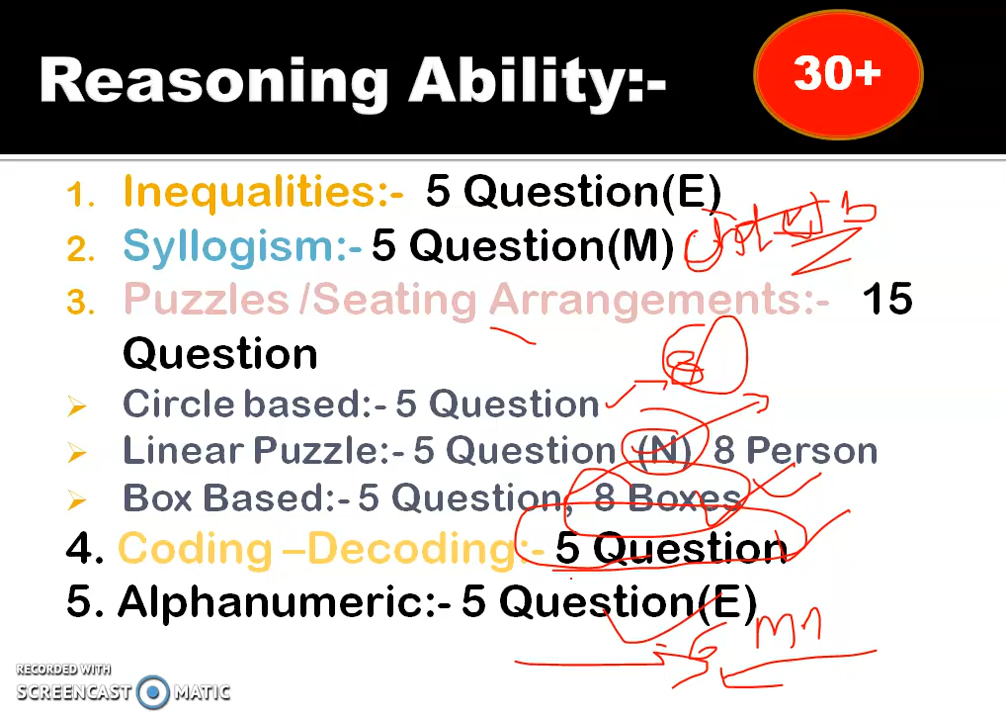 Reasoning Ability:-
30+
1. Inequalities:- 5 Question(E)
2. Syllogism:- 5 Question(M)
3. Puzzles /Seating Arrangements:- 15
Question
➢ Circle based:- 5 Question
➢ Linear Puzzle:- 5 Question (N) 8 Person
➢ Box Based:- 5 Question, 8 Boxes
4. Coding –Decoding:- 5 Question
5. Alphanumeric:- 5 Question(E)
RECORDED WITH
SCREENCAST MATIC